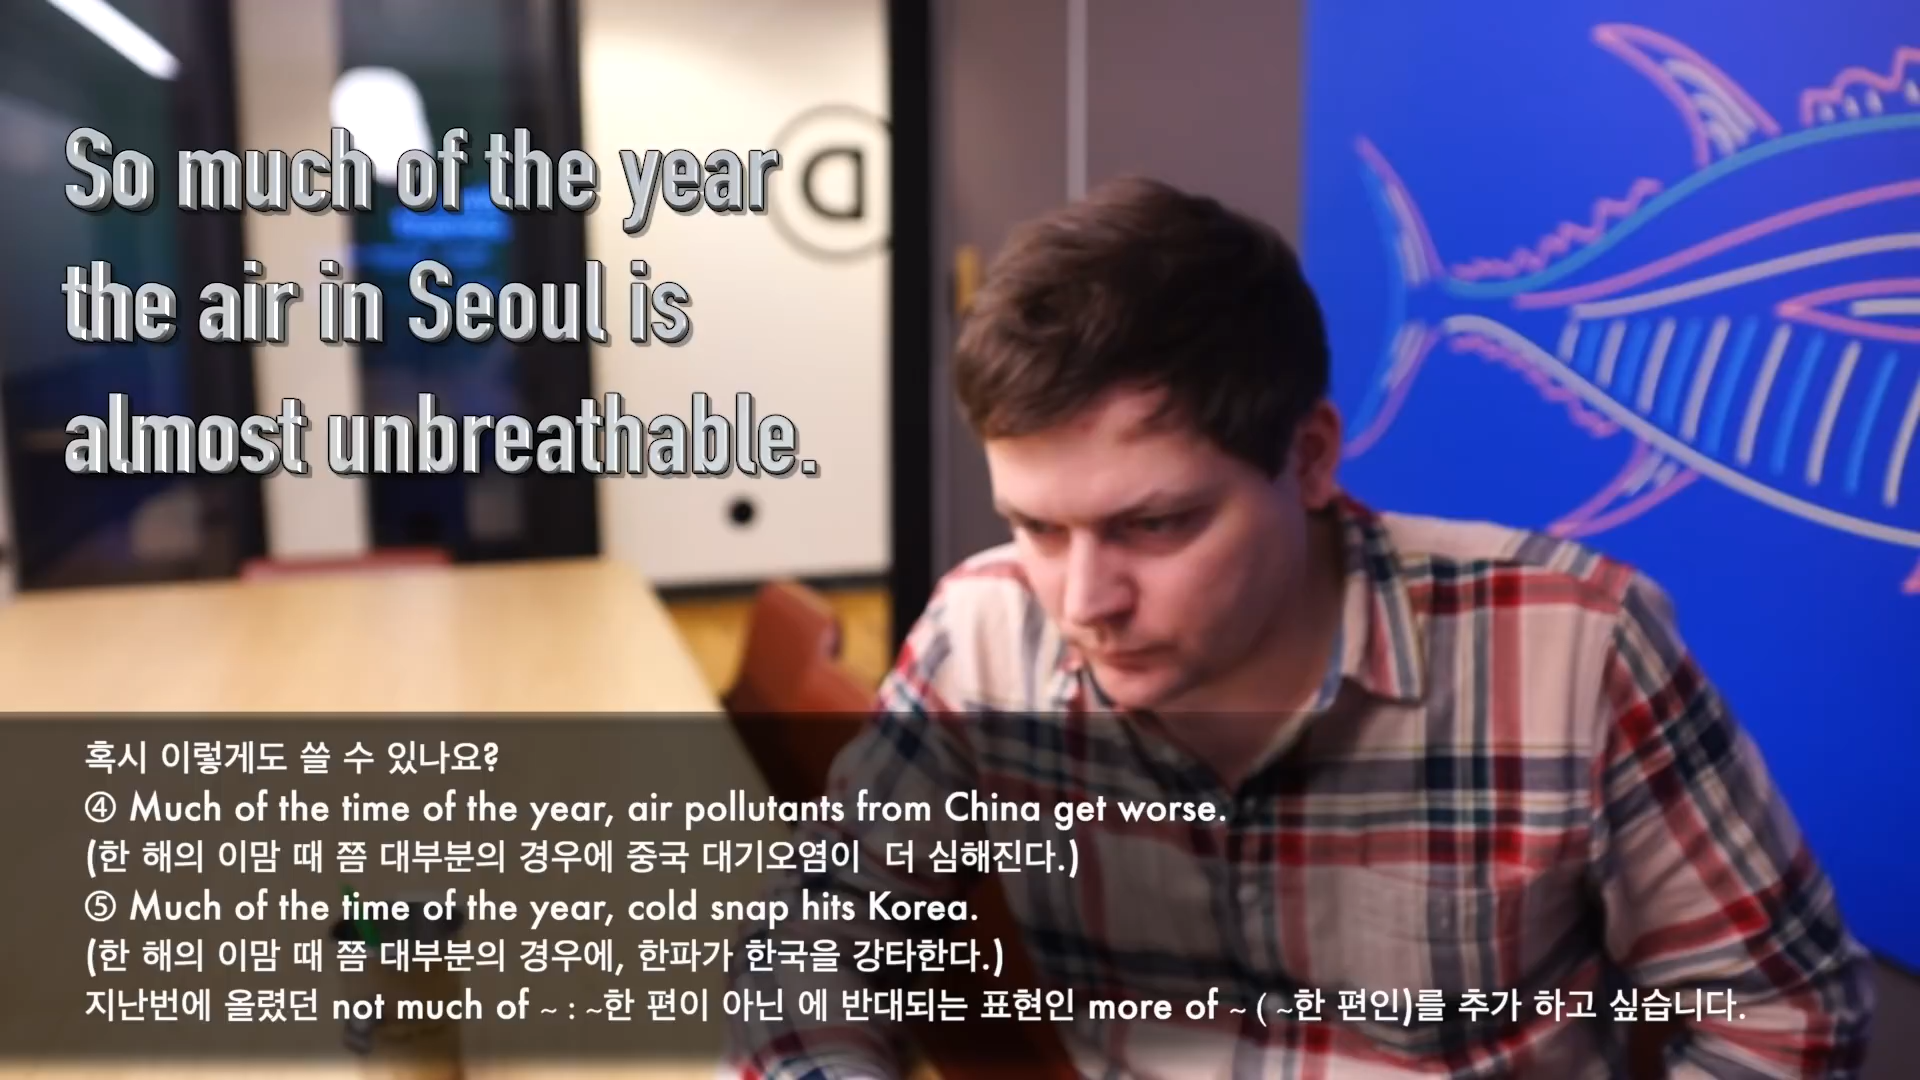 So much of the year
the air in Seoul is
almost unbreathable.
혹시 이렇게도 쓸 수 있나요?
④ Much of the time of the year, air pollutants from China get worse.
(한 해의 이맘 때 쯤 대부분의 경우에 중국 대기오염이 더 심해진다.)
⑤ Much of the time of the year, cold snap hits Korea.
(한 해의 이맘 때 쯤 대부분의 경우에, 한파가 한국을 강타한다.)
지난번에 올렸던 not much of ~ : ~한 편이 아닌 에 반대되는 표현인 more of ~ ( ~한 편인)를 추가 하고 싶습니다.